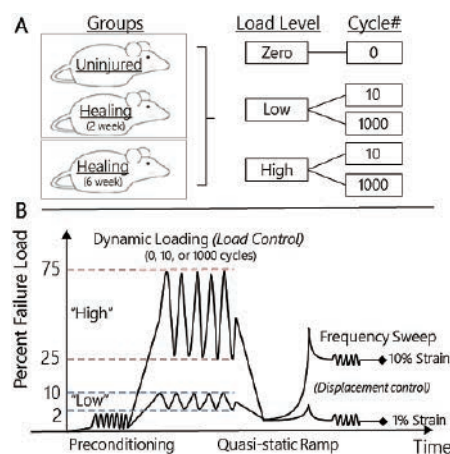 A
Groups
Load Level
Cycle#
Uninjured
Healing
(2 week)
Healing
(6 week)
Zero
0
Low
10
1000
High
10
1000
B
Dynamic Loading (Load Control)
(0, 10, or 1000 cycles)
Percent Failure Load
75
"High"
25
10
"Low"
2
Frequency Sweep
10% Strain
(Displacement control)
1% Strain
Preconditioning
Quasi-static Ramp
Time